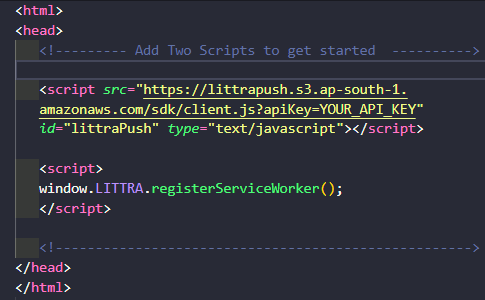 <html>
<head>
<!--------- Add Two Scripts to get started ---------->
<script src="https://littrapush.s3.ap-south-1.
amazonaws.com/sdk/client.js?apiKey=YOUR_API_KEY"
id="littraPush" type="text/javascript"></script>
<script>
window.LITTRA.registerServiceWorker();
</script>
<!--------------------------------------------------->
</head>
</html>